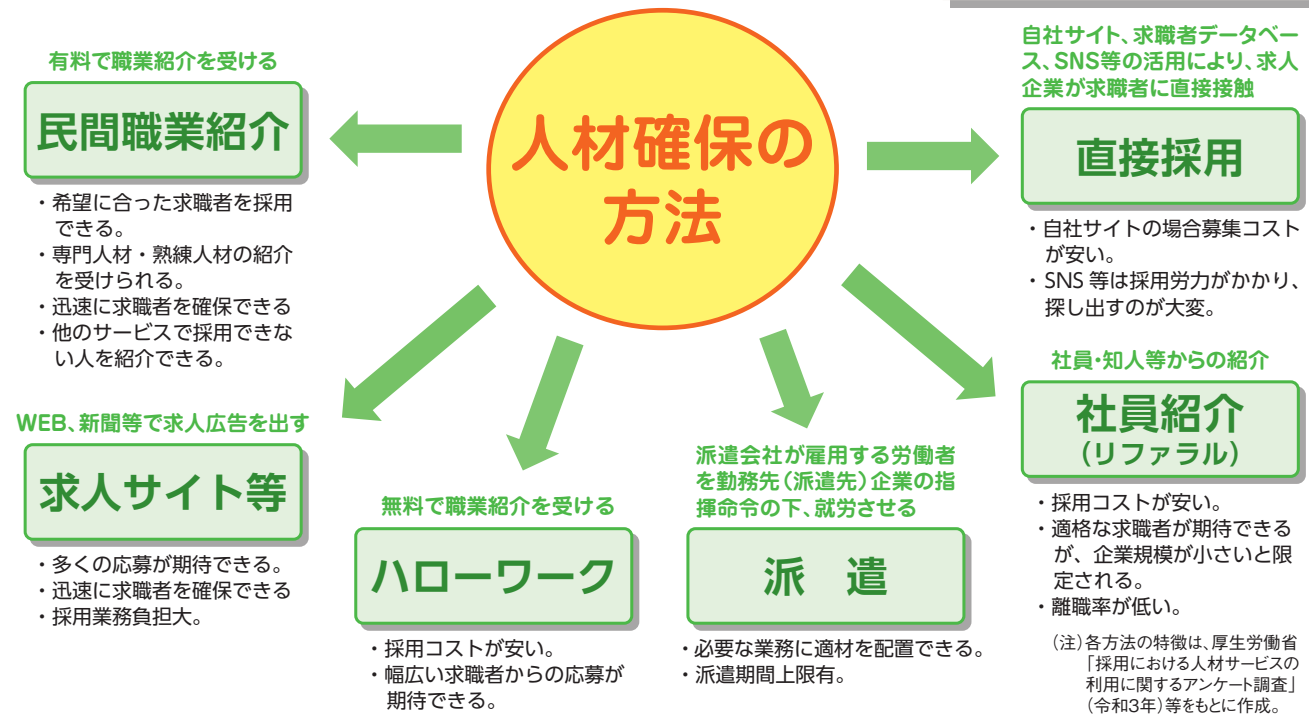 人材確保の
方法
有料で職業紹介を受ける
民間職業紹介
・希望に合った求職者を採用
できる。
・専門人材・熟練人材の紹介
を受けられる。
・迅速に求職者を確保できる
・他のサービスで採用できな
い人を紹介できる。
WEB、新聞等で求人広告を出す
求人サイト等
・多くの応募が期待できる。
・迅速に求職者を確保できる
・採用業務負担大。
無料で職業紹介を受ける
ハローワーク
・採用コストが安い。
・幅広い求職者からの応募が
期待できる。
派遣会社が雇用する労働者
を勤務先（派遣先）企業の指
揮命令の下、就労させる
派　遣
・必要な業務に適材を配置できる。
・派遣期間上限有。
自社サイト、求職者データベー
ス、SNS等の活用により、求人
企業が求職者に直接接触
直接採用
・自社サイトの場合募集コスト
が安い。
・SNS 等は採用労力がかかり、
探し出すのが大変。
社員・知人等からの紹介
社員紹介
（リファラル）
・採用コストが安い。
・適格な求職者が期待できる
が、企業規模が小さいと限
定される。
・離職率が低い。
（注）各方法の特徴は、厚生労働省
「採用における人材サービスの
利用に関するアンケート調査」
（令和3年）等をもとに作成。